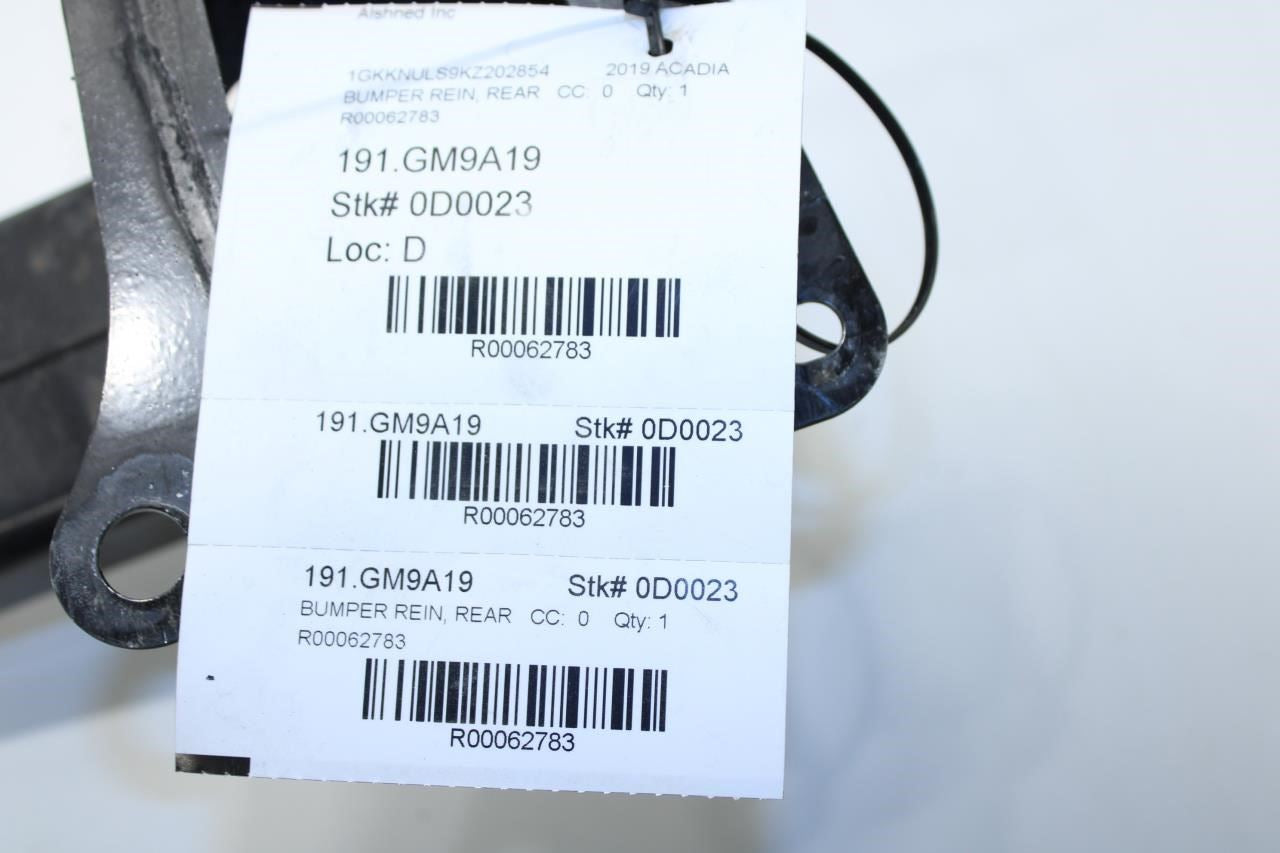 Alshned Inc
1GKKNULS9KZ202854 2019 ACADIA
BUMPER REIN, REAR CC: 0 Qty: 1
R00062783
191.GM9A19
Stk# 0D0023
Loc: D
R00062783
191.GM9A19 Stk# 0D0023
R00062783
191.GM9A19 Stk# 0D0023
BUMPER REIN, REAR CC: 0 Qty: 1
R00062783
R00062783